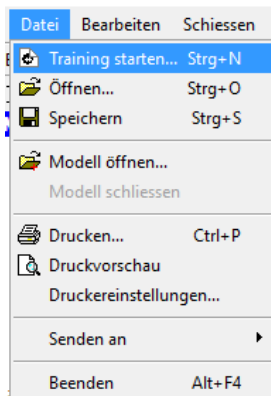 Datei Bearbeiten Schiessen
Training starten... Strg+N
Öffnen... Strg+O
Speichern Strg+S
Modell öffnen...
Modell schliessen
Drucken... Ctrl+P
Druckvorschau
Druckereinstellungen...
Senden an
Beenden Alt+F4